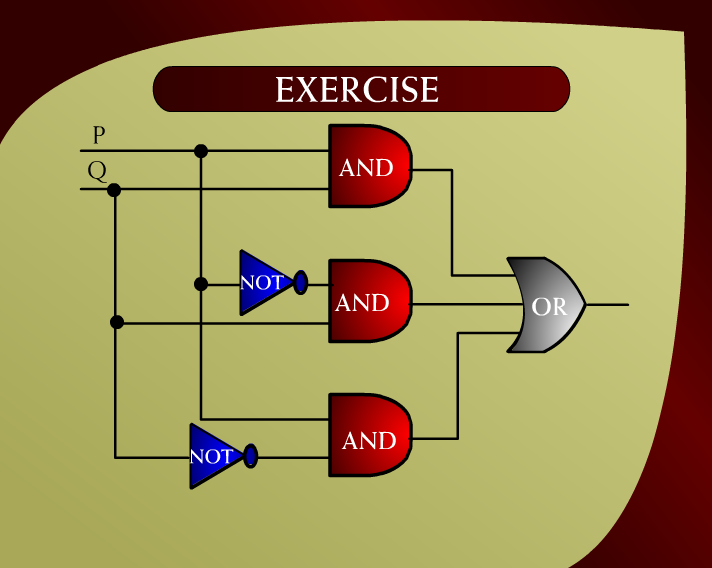 EXERCISE
P
Q
AND
NOT
AND
OR
AND
NOT